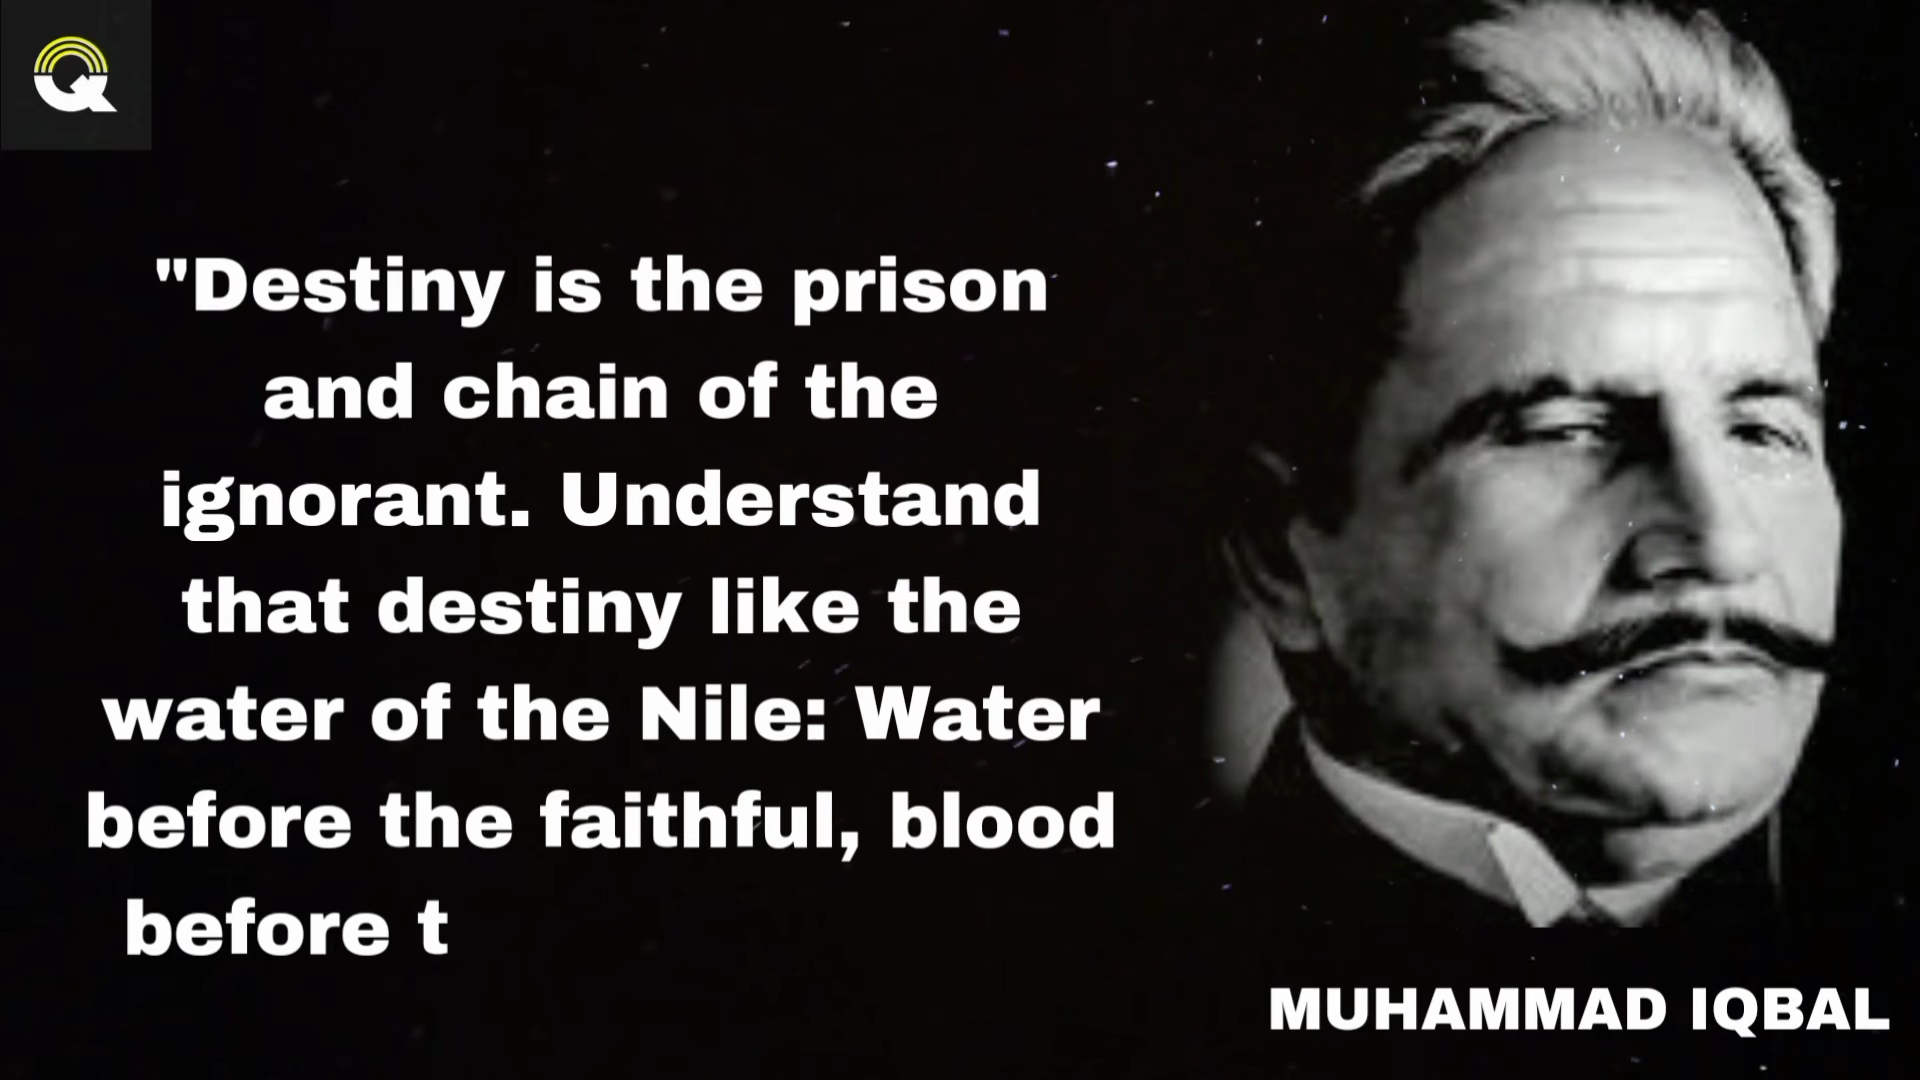 "Destiny is the prison
and chain of the
ignorant. Understand
that destiny like the
water of the Nile: Water
before the faithful, blood
before t
MUHAMMAD IQBAL